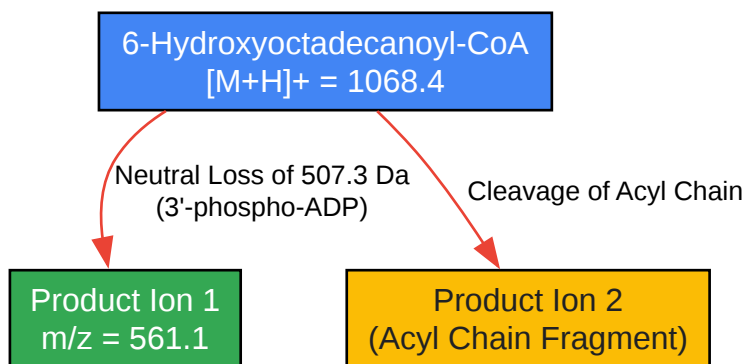 6-Hydroxyoctadecanoyl-CoA
[M+H]+ = 1068.4
Neutral Loss of 507.3 Da
(3'-phospho-ADP)
Cleavage of Acyl Chain
Product Ion 1
m/z = 561.1
Product Ion 2
(Acyl Chain Fragment)